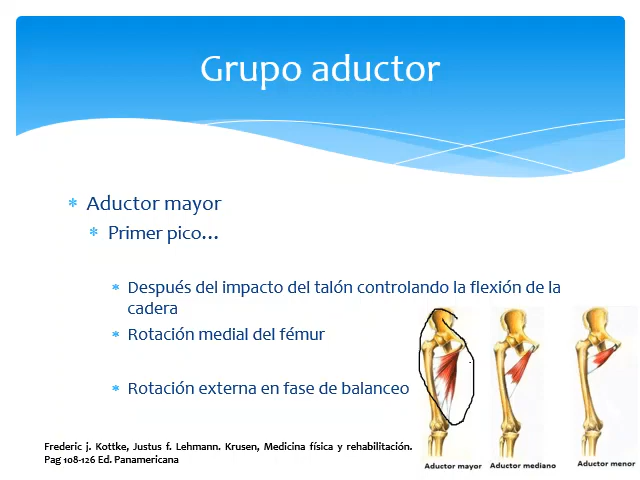 Grupo aductor
Aductor mayor
Primer pico…
Después del impacto del talón controlando la flexión de la
cadera
Rotación medial del fémur
Rotación externa en fase de balanceo
Frederic j. Kottke, Justus f. Lehmann. Krusen, Medicina física y rehabilitación.
Pag 108-126 Ed. Panamericana
Aductor mayor Aductor mediano Aductor menor